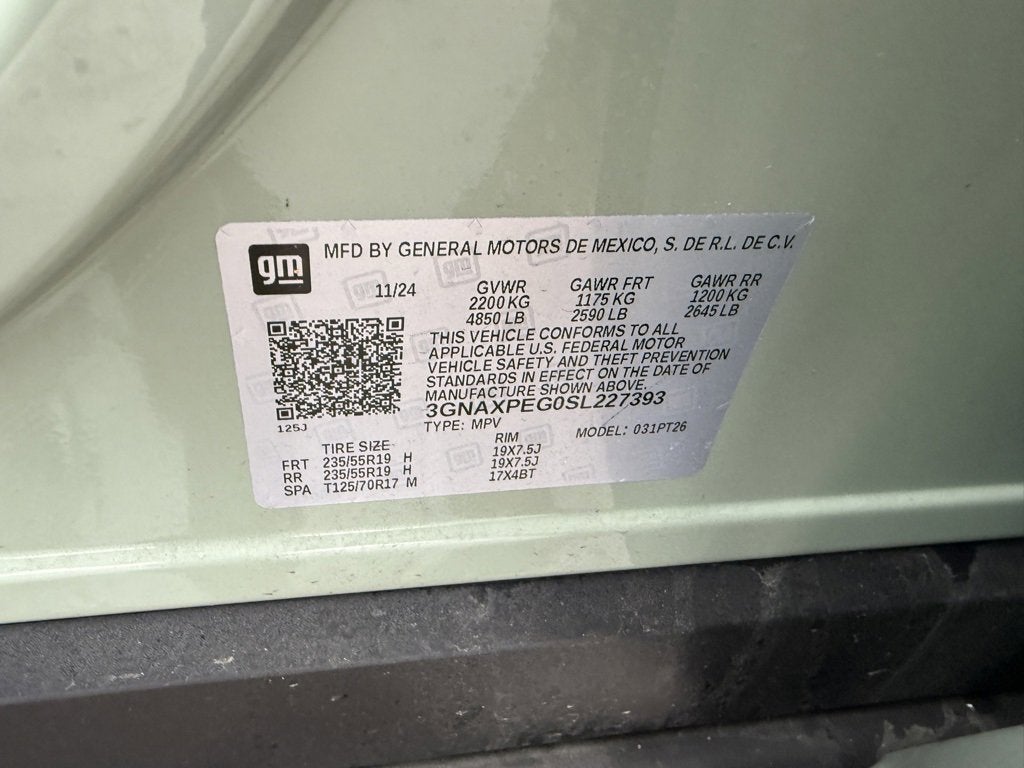 gm
MFD BY GENERAL MOTORS DE MEXICO, S. DE R.L. DE C.V.
11/24 GVWR GAWR FRT GAWR RR
2200 KG 1175 KG 1200 KG
4850 LB 2590 LB 2645 LB
THIS VEHICLE CONFORMS TO ALL
APPLICABLE U.S. FEDERAL MOTOR
VEHICLE SAFETY AND THEFT PREVENTION
STANDARDS IN EFFECT ON THE DATE OF
MANUFACTURE SHOWN ABOVE.
3GNAXPEG0SL227393
125J
TYPE: MPV MODEL: 031PT26
TIRE SIZE RIM
FRT 235/55R19 H 19X7.5J
RR 235/55R19 H 19X7.5J
SPA T125/70R17 M 17X4BT